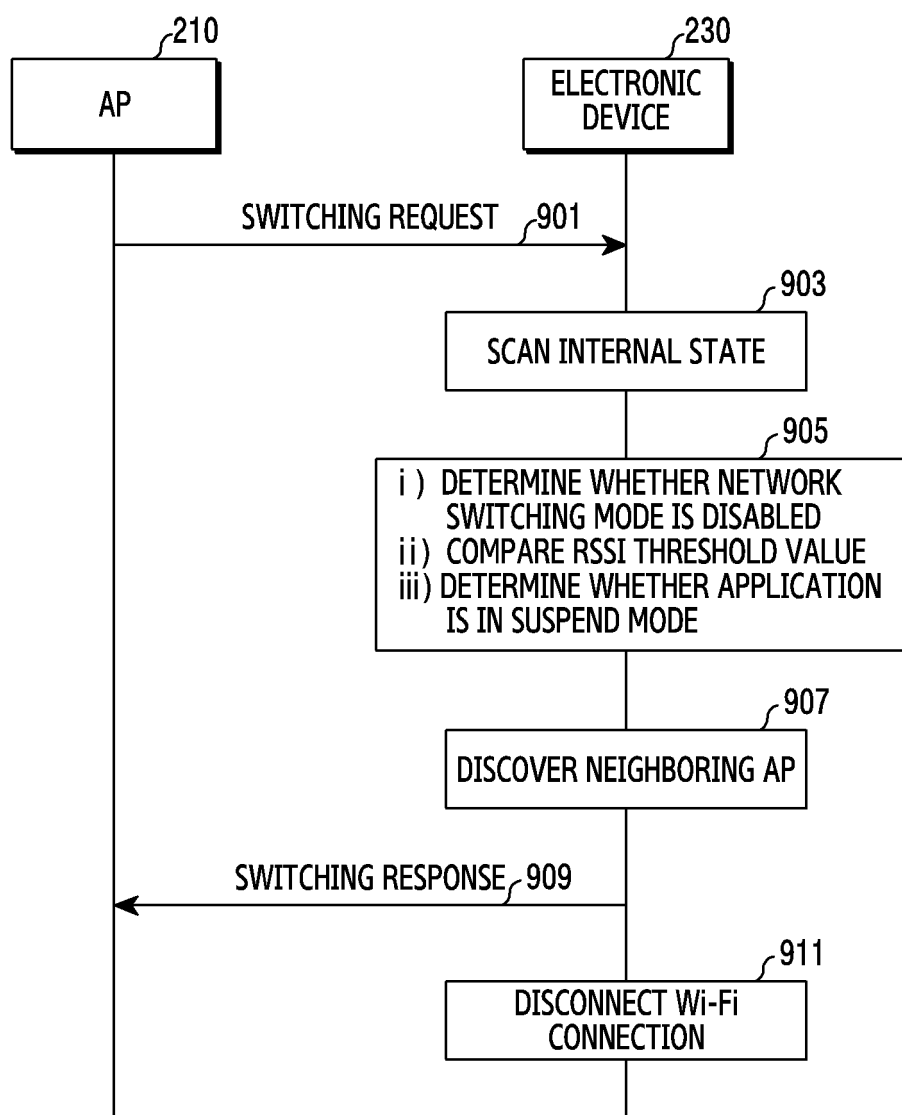 210
230
AP
ELECTRONIC
DEVICE
SWITCHING REQUEST
901
903
SCAN INTERNAL STATE
905
i) DETERMINE WHETHER NETWORK
SWITCHING MODE IS DISABLED
ii) COMPARE RSSI THRESHOLD VALUE
iii) DETERMINE WHETHER APPLICATION
IS IN SUSPEND MODE
907
DISCOVER NEIGHBORING AP
SWITCHING RESPONSE
909
911
DISCONNECT Wi-Fi
CONNECTION